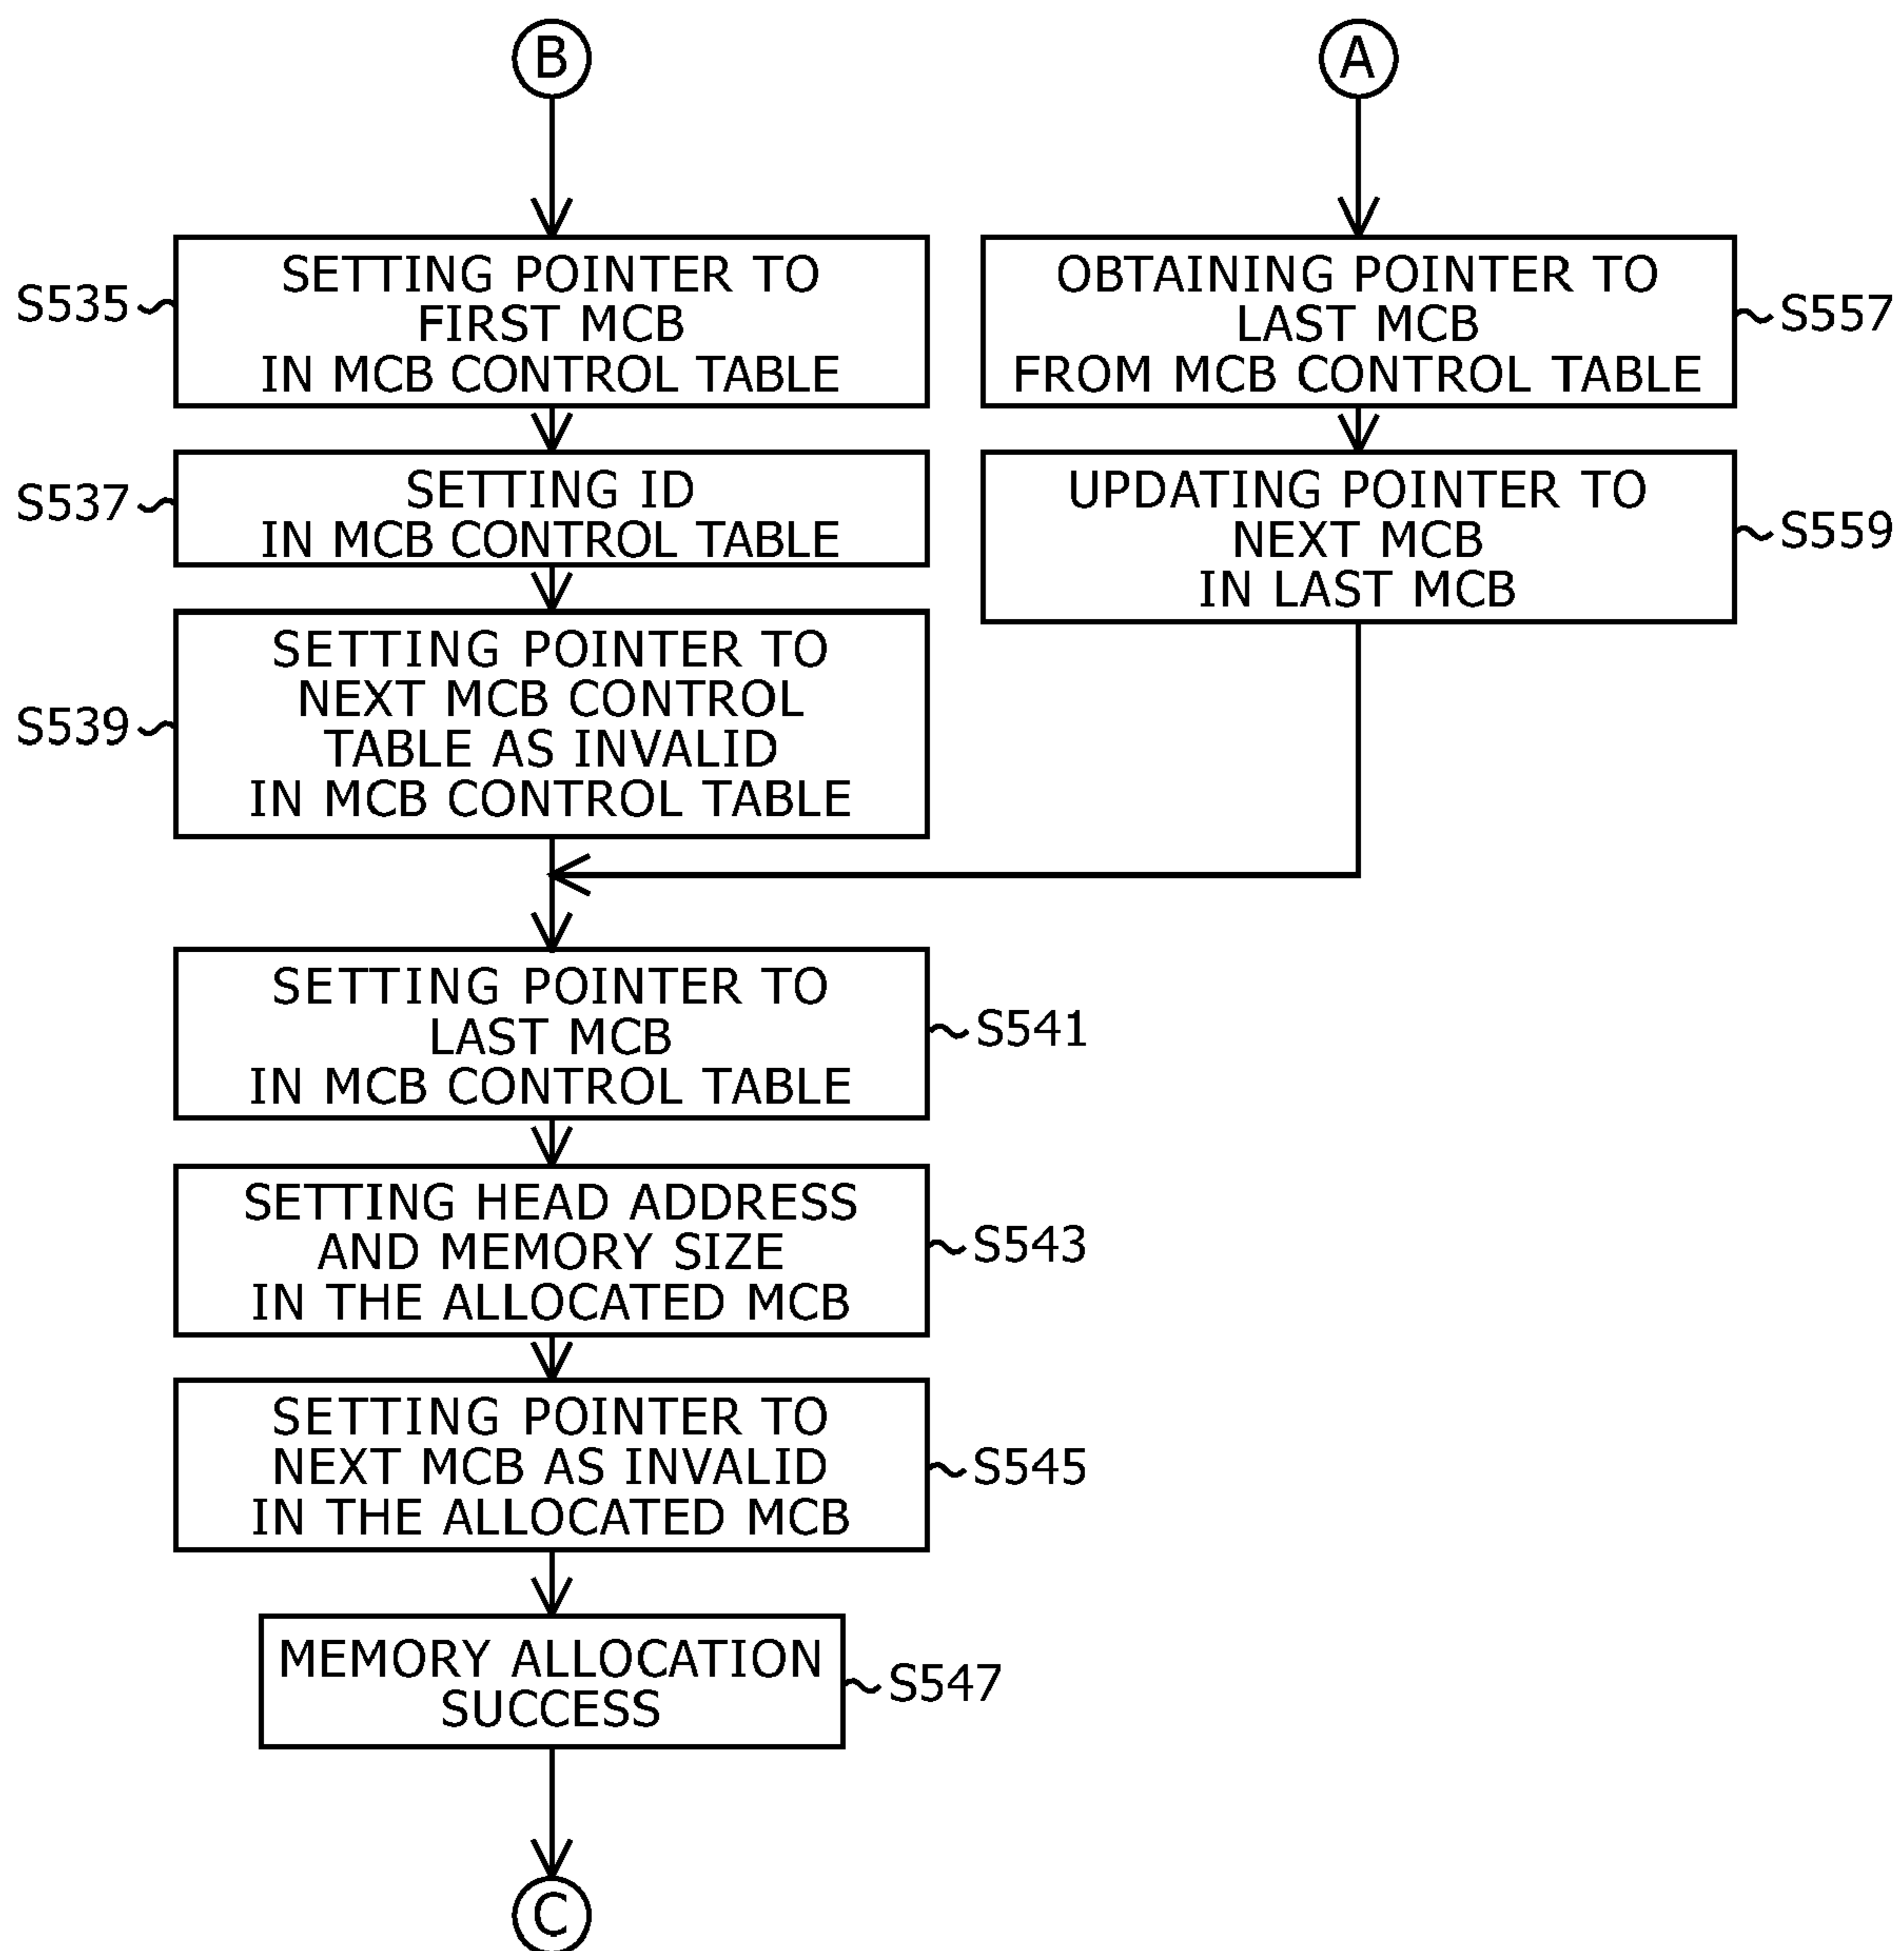 B
A
S535
SETTING POINTER TO
FIRST MCB
IN MCB CONTROL TABLE
OBTAINING POINTER TO
LAST MCB
FROM MCB CONTROL TABLE
S557
S537
SETTING ID
IN MCB CONTROL TABLE
UPDATING POINTER TO
NEXT MCB
IN LAST MCB
S559
S539
SETTING POINTER TO
NEXT MCB CONTROL
TABLE AS INVALID
IN MCB CONTROL TABLE
SETTING POINTER TO
LAST MCB
IN MCB CONTROL TABLE
S541
SETTING HEAD ADDRESS
AND MEMORY SIZE
IN THE ALLOCATED MCB
S543
SETTING POINTER TO
NEXT MCB AS INVALID
IN THE ALLOCATED MCB
S545
MEMORY ALLOCATION
SUCCESS
S547
C